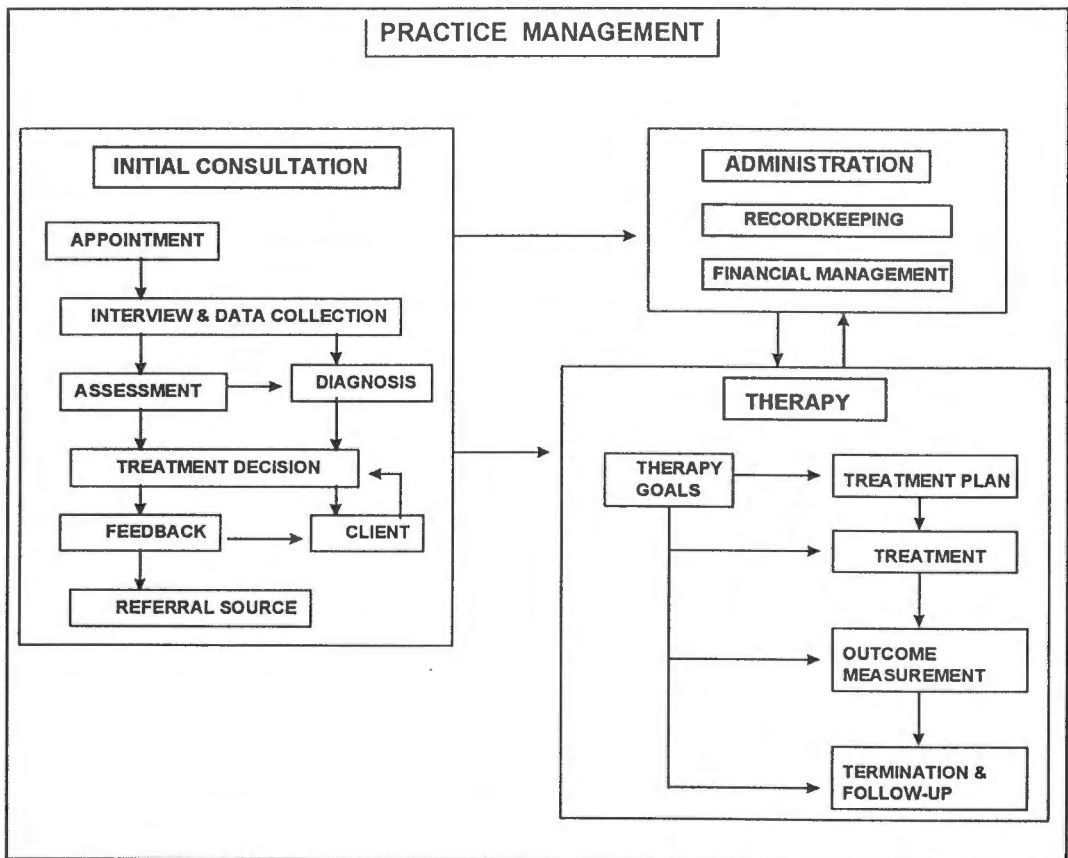 PRACTICE MANAGEMENT
INITIAL CONSULTATION
APPOINTMENT
INTERVIEW & DATA COLLECTION
ASSESSMENT
DIAGNOSIS
TREATMENT DECISION
FEEDBACK
CLIENT
REFERRAL SOURCE
ADMINISTRATION
RECORDKEEPING
FINANCIAL MANAGEMENT
THERAPY
THERAPY
GOALS
TREATMENT PLAN
TREATMENT
OUTCOME
MEASUREMENT
TERMINATION &
FOLLOW-UP